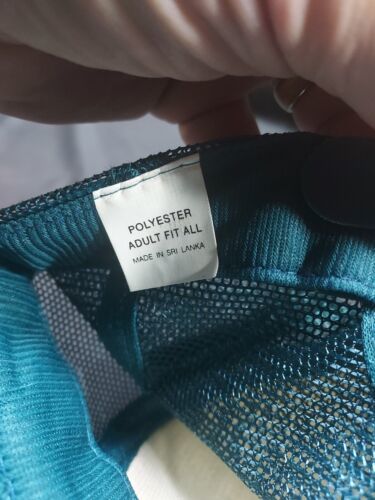 POLYESTER
ADULT FIT ALL
MADE IN SRI LANKA